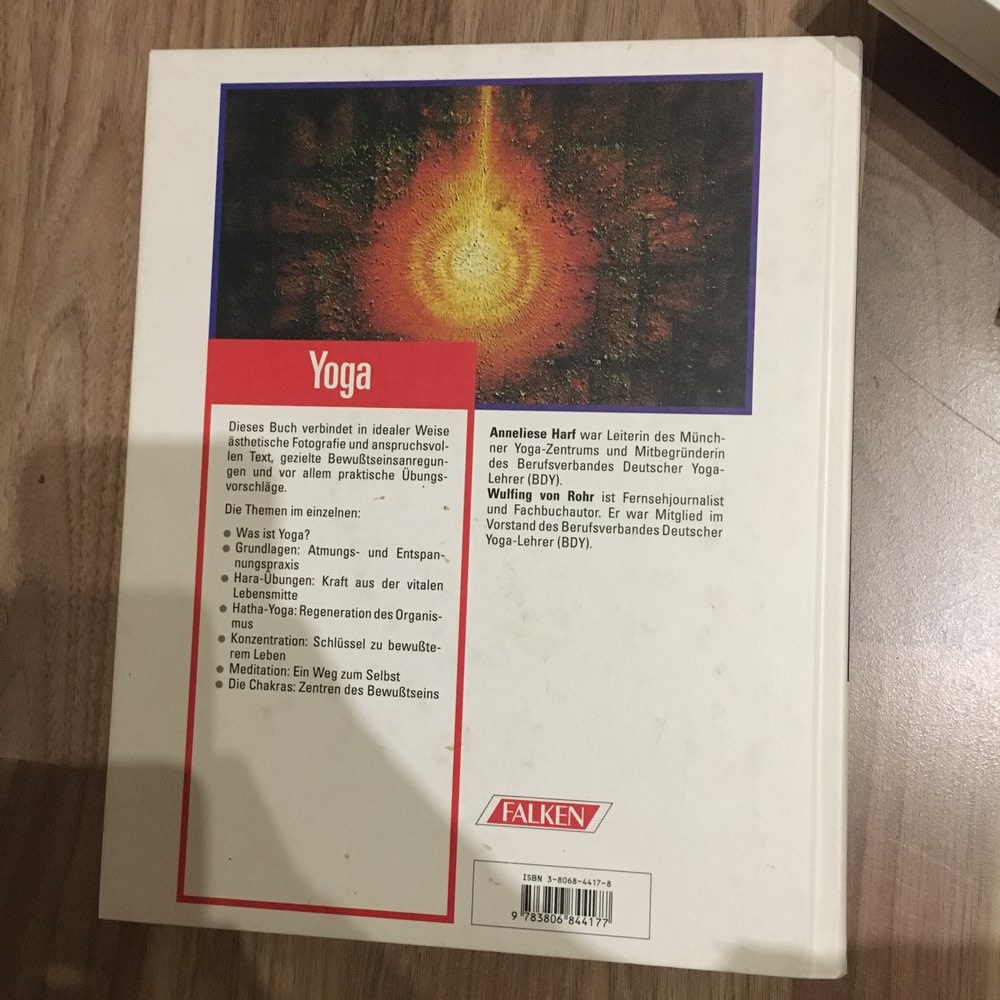 Yoga
Dieses Buch verbindet in idealer Weise
ästhetische Fotografie und anspruchsvol-
len Text, gezielte Bewußtseinsanregun-
gen und vor allem praktische Übungs-
vorschläge.
Die Themen im einzelnen:
● Was ist Yoga?
● Grundlagen: Atmungs- und Entspan-
nungspraxis
● Hara-Übungen: Kraft aus der vitalen
Lebensmitte
● Hatha-Yoga: Regeneration des Organis-
mus
● Konzentration: Schlüssel zu bewußte-
rem Leben
● Meditation: Ein Weg zum Selbst
● Die Chakras: Zentren des Bewußtseins
Anneliese Harf war Leiterin des Münch-
ner Yoga-Zentrums und Mitbegründerin
des Berufsverbandes Deutscher Yoga-
Lehrer (BDY).
Wulfing von Rohr ist Fernsehjournalist
und Fachbuchautor. Er war Mitglied im
Vorstand des Berufsverbandes Deutscher
Yoga-Lehrer (BDY).
FALKEN
ISBN 3-8068-4417-8
9 783806 844177